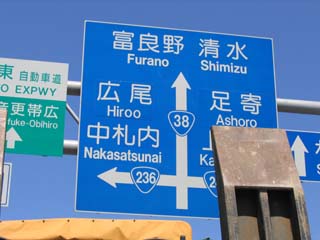 東 自動車道
EXPWY
音更帯広
fuke-Obihiro
富良野 清水
Furano Shimizu
広尾
Hiroo
足寄
Ashoro
38
中札内
Nakasatsunai
236